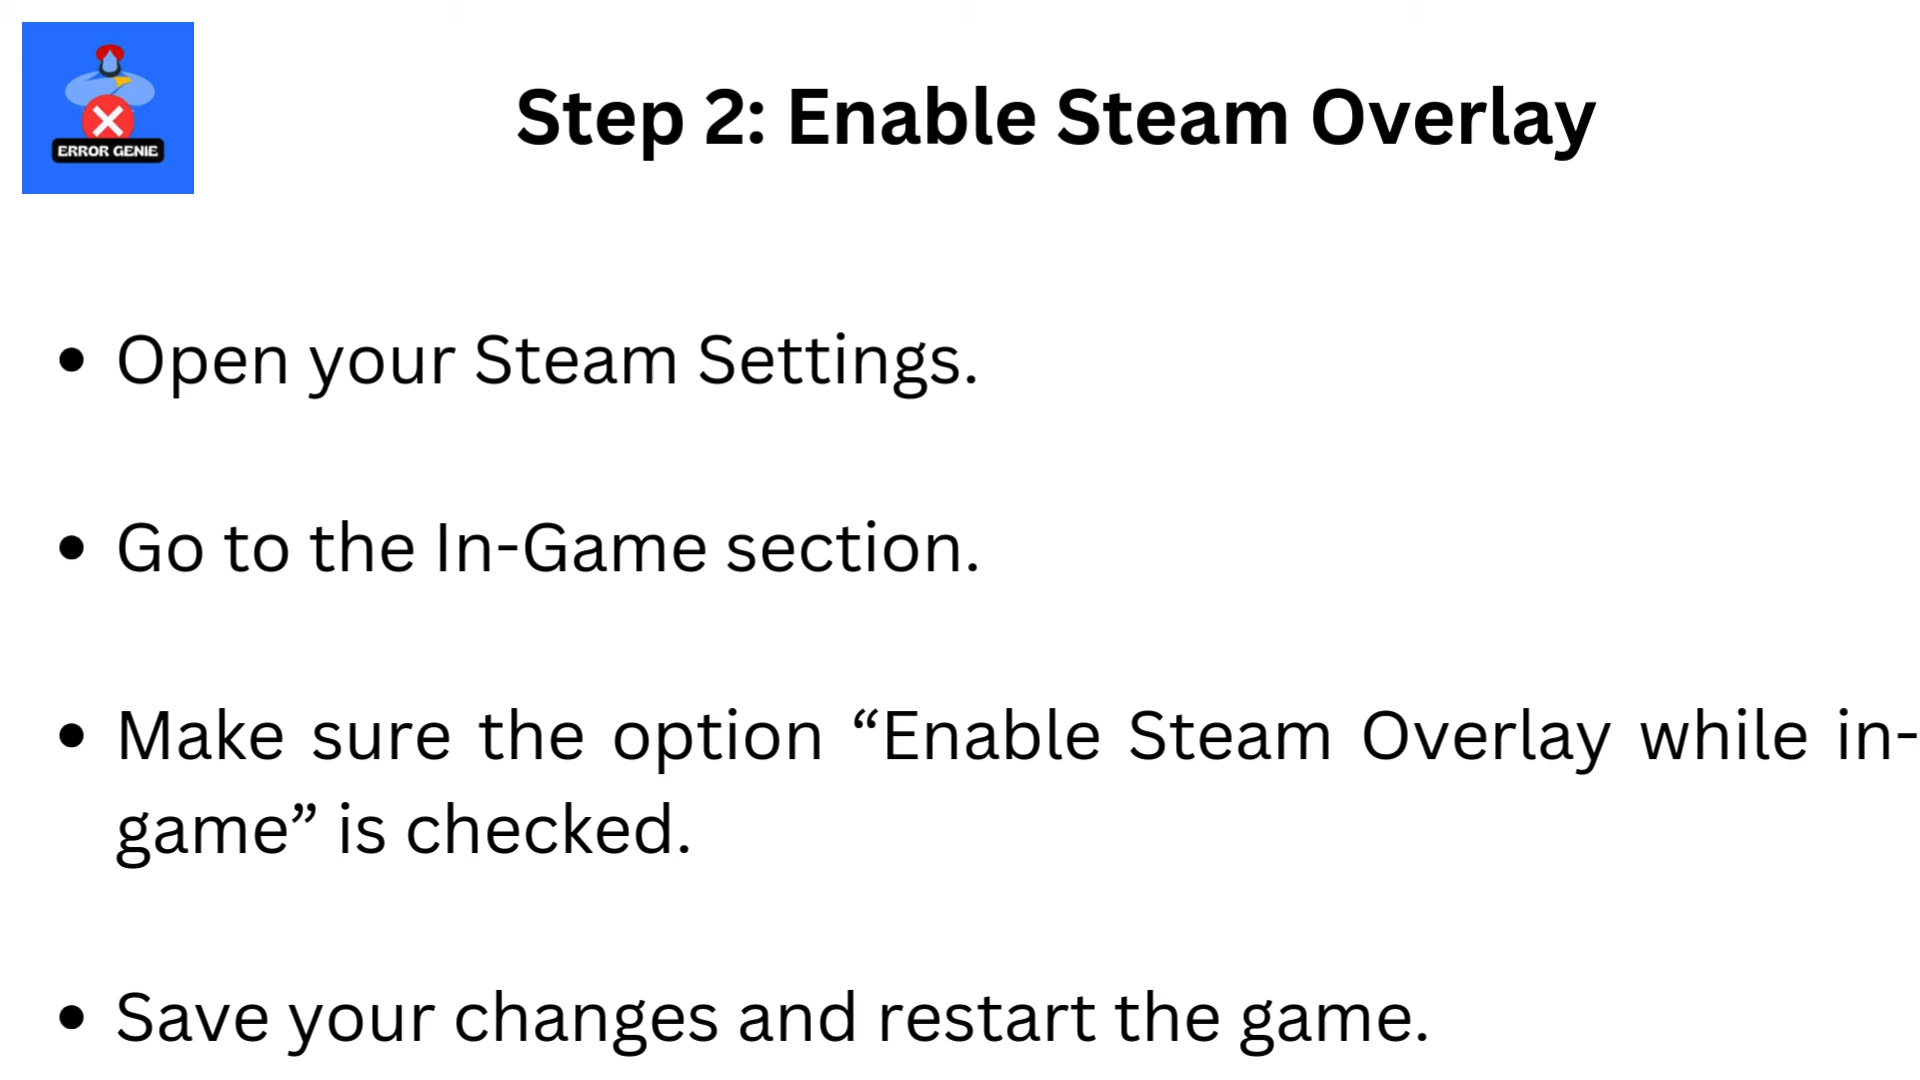 ERROR GENIE
Step 2: Enable Steam Overlay
• Open your Steam Settings.
• Go to the In-Game section.
• Make sure the option “Enable Steam Overlay while in-
game” is checked.
• Save your changes and restart the game.